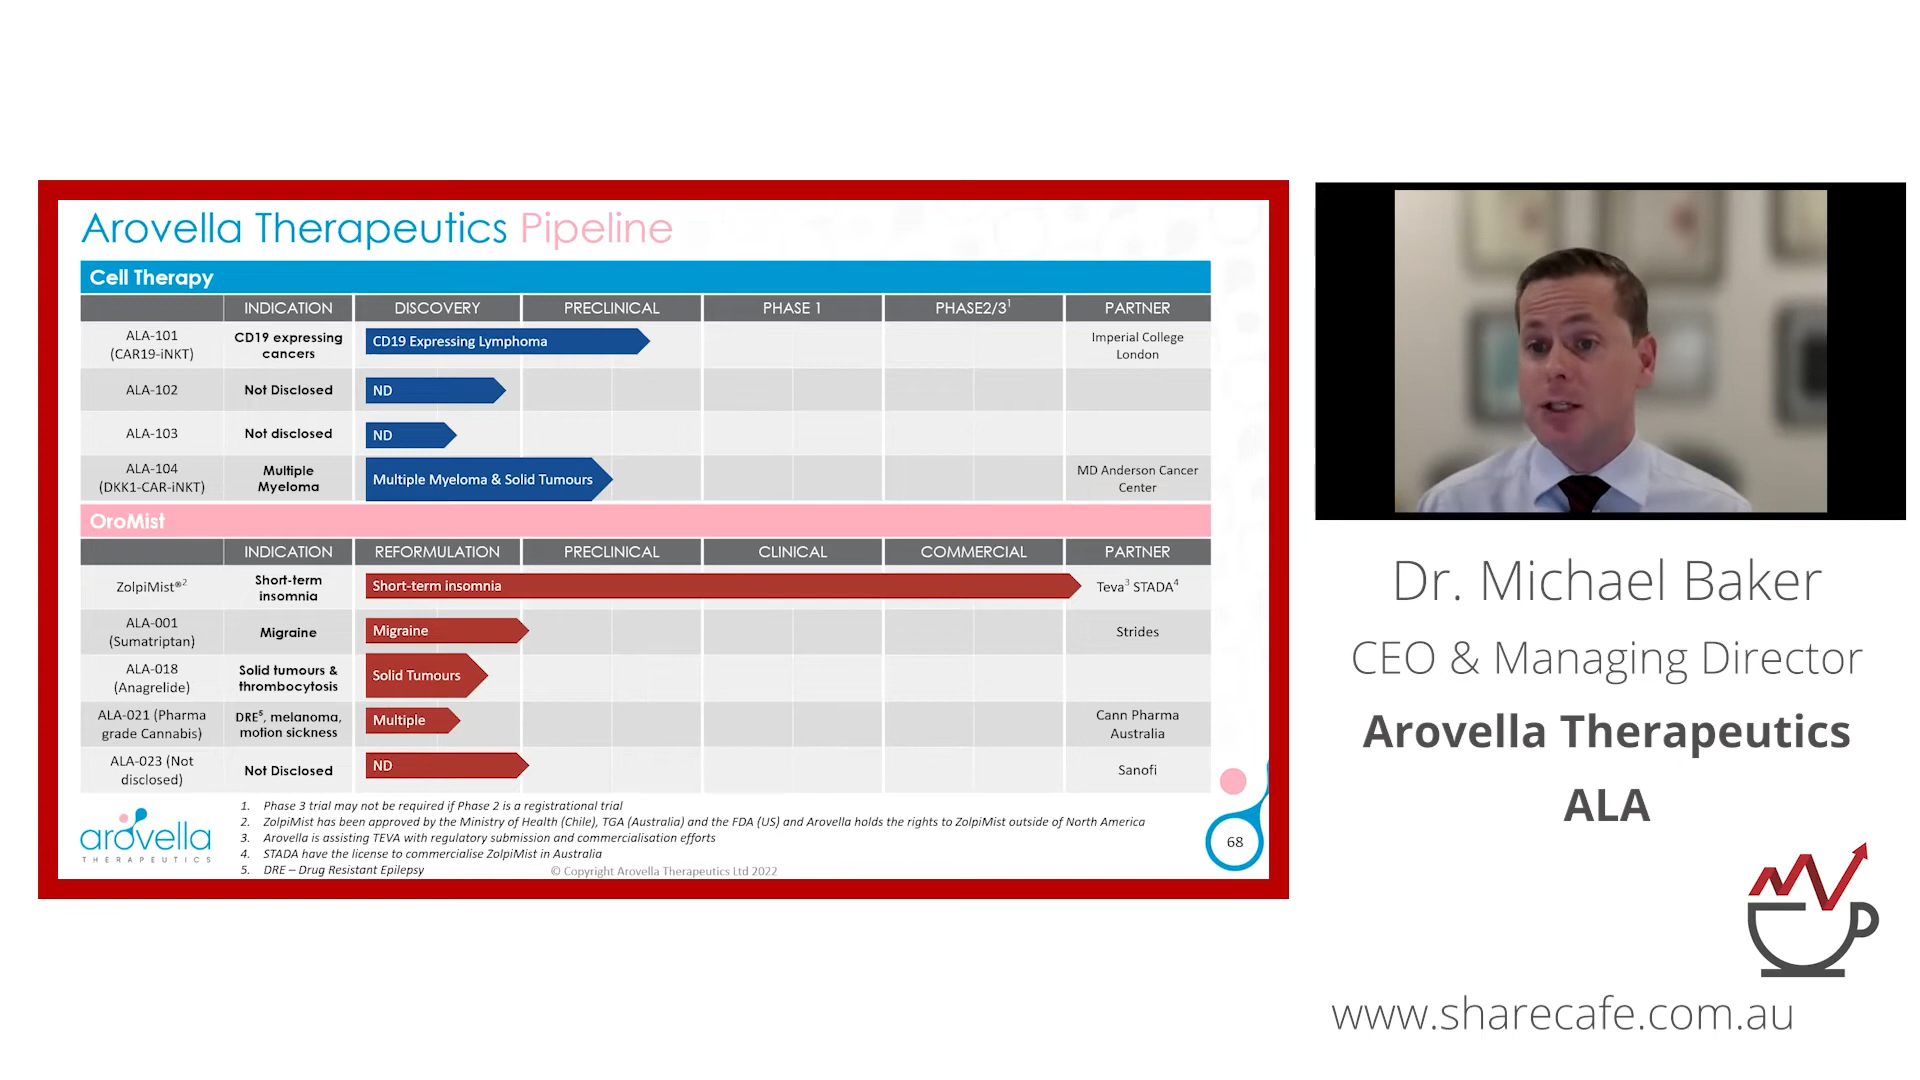 Arovella Therapeutics Pipeline
Cell Therapy
INDICATION DISCOVERY PRECLINICAL PHASE 1 PHASE2/3¹ PARTNER
ALA-101
(CAR19-iNKT)
CD19 expressing
cancers
CD19 Expressing Lymphoma
Imperial College
London
ALA-102 Not Disclosed ND
ALA-103 Not disclosed ND
ALA-104
(DKK1-CAR-iNKT)
Multiple
Myeloma
Multiple Myeloma & Solid Tumours
MD Anderson Cancer
Center
OroMist
INDICATION REFORMULATION PRECLINICAL CLINICAL COMMERCIAL PARTNER
ZolpiMist®²
Short-term
insomnia
Short-term insomnia
Teva³ STADA⁴
ALA-001
(Sumatriptan)
Migraine
Migraine
Strides
ALA-018
(Anagrelide)
Solid tumours &
thrombocytosis
Solid Tumours
ALA-021 (Pharma
grade Cannabis)
DRE⁵, melanoma,
motion sickness
Multiple
Cann Pharma
Australia
ALA-023 (Not
disclosed)
Not Disclosed
ND
Sanofi
arovella
THERAPEUTICS
1. Phase 3 trial may not be required if Phase 2 is a registrational trial
2. ZolpiMist has been approved by the Ministry of Health (Chile), TGA (Australia) and the FDA (US) and Arovella holds the rights to ZolpiMist outside of North America
3. Arovella is assisting TEVA with regulatory submission and commercialisation efforts
4. STADA have the license to commercialise ZolpiMist in Australia
5. DRE – Drug Resistant Epilepsy
© Copyright Arovella Therapeutics Ltd 2022
68
Dr. Michael Baker
CEO & Managing Director
Arovella Therapeutics
ALA
www.sharecafe.com.au